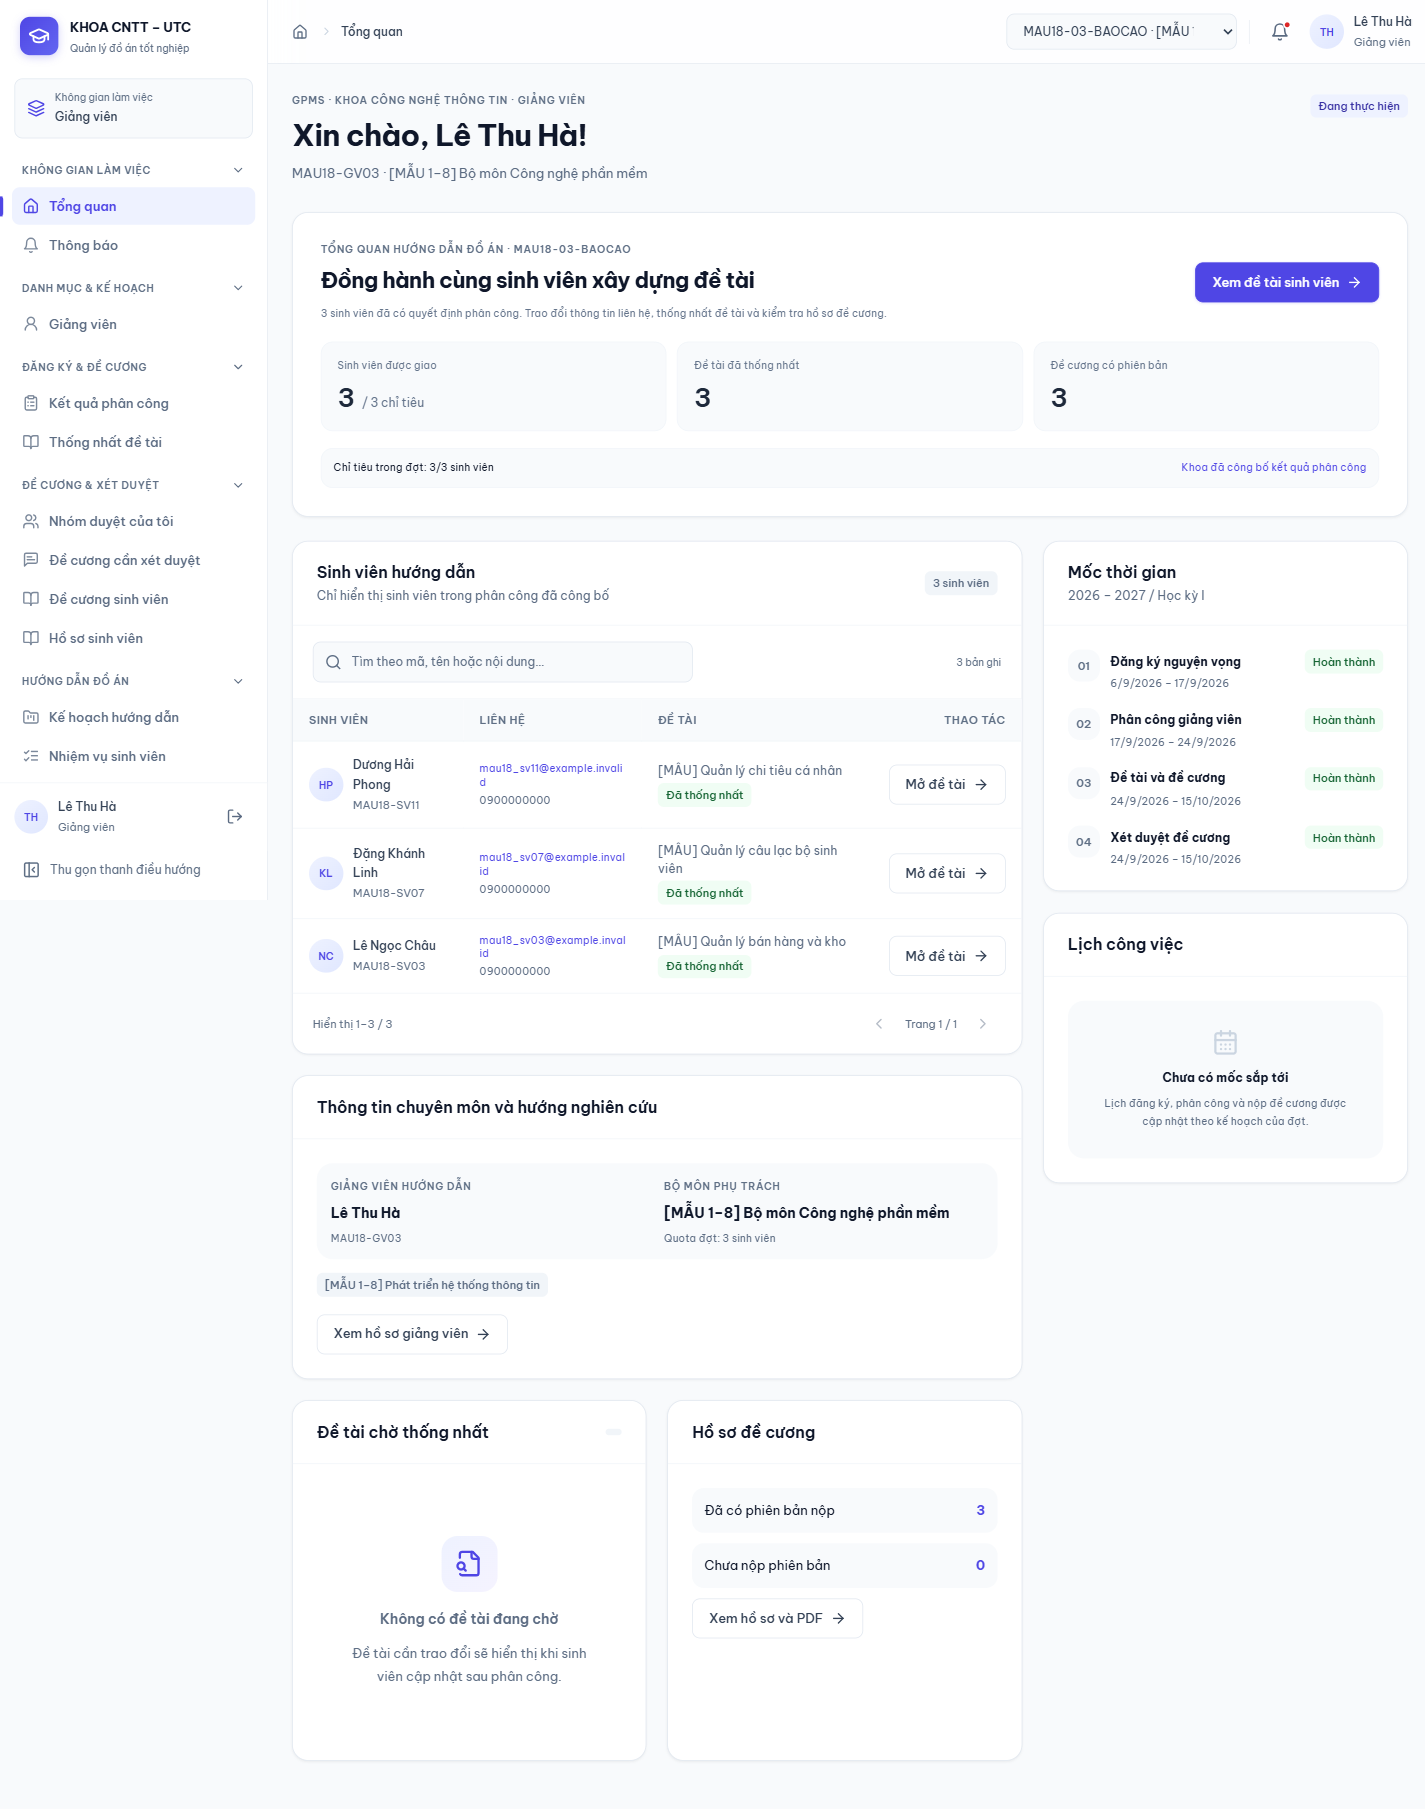 KHOA CNTT – UTC
Quản lý đồ án tốt nghiệp
Không gian làm việc
Giảng viên
KHÔNG GIAN LÀM VIỆC
Tổng quan
Thông báo
DANH MỤC & KẾ HOẠCH
Giảng viên
ĐĂNG KÝ & ĐỀ CƯƠNG
Kết quả phân công
Thống nhất đề tài
ĐỀ CƯƠNG & XÉT DUYỆT
Nhóm duyệt của tôi
Đề cương cần xét duyệt
Đề cương sinh viên
Hồ sơ sinh viên
HƯỚNG DẪN ĐỒ ÁN
Kế hoạch hướng dẫn
Nhiệm vụ sinh viên
TH
Lê Thu Hà
Giảng viên
Thu gọn thanh điều hướng
Tổng quan
MAU18-03-BAOCAO · [MẪU
TH
Lê Thu Hà
Giảng viên
GPMS · KHOA CÔNG NGHỆ THÔNG TIN · GIẢNG VIÊN
Đang thực hiện
Xin chào, Lê Thu Hà!
MAU18-GV03 · [MẪU 1–8] Bộ môn Công nghệ phần mềm
TỔNG QUAN HƯỚNG DẪN ĐỒ ÁN · MAU18-03-BAOCAO
Đồng hành cùng sinh viên xây dựng đề tài
Xem đề tài sinh viên
3 sinh viên đã có quyết định phân công. Trao đổi thông tin liên hệ, thống nhất đề tài và kiểm tra hồ sơ đề cương.
Sinh viên được giao
3 / 3 chỉ tiêu
Đề tài đã thống nhất
3
Đề cương có phiên bản
3
Chỉ tiêu trong đợt: 3/3 sinh viên
Khoa đã công bố kết quả phân công
Sinh viên hướng dẫn
Chỉ hiển thị sinh viên trong phân công đã công bố
3 sinh viên
Tìm theo mã, tên hoặc nội dung...
3 bản ghi
SINH VIÊN LIÊN HỆ ĐỀ TÀI THAO TÁC
HP
Dương Hải
Phong
MAU18-SV11
mau18_sv11@example.invali
d
0900000000
[MẪU] Quản lý chi tiêu cá nhân
Đã thống nhất
Mở đề tài
KL
Đặng Khánh
Linh
MAU18-SV07
mau18_sv07@example.inval
id
0900000000
[MẪU] Quản lý câu lạc bộ sinh
viên
Đã thống nhất
Mở đề tài
NC
Lê Ngọc Châu
MAU18-SV03
mau18_sv03@example.inval
id
0900000000
[MẪU] Quản lý bán hàng và kho
Đã thống nhất
Mở đề tài
Hiển thị 1–3 / 3
Trang 1 / 1
Mốc thời gian
2026 – 2027 / Học kỳ I
01
Đăng ký nguyện vọng
Hoàn thành
6/9/2026 – 17/9/2026
02
Phân công giảng viên
Hoàn thành
17/9/2026 – 24/9/2026
03
Đề tài và đề cương
Hoàn thành
24/9/2026 – 15/10/2026
04
Xét duyệt đề cương
Hoàn thành
24/9/2026 – 15/10/2026
Lịch công việc
Chưa có mốc sắp tới
Lịch đăng ký, phân công và nộp đề cương được
cập nhật theo kế hoạch của đợt.
Thông tin chuyên môn và hướng nghiên cứu
GIẢNG VIÊN HƯỚNG DẪN
Lê Thu Hà
MAU18-GV03
BỘ MÔN PHỤ TRÁCH
[MẪU 1–8] Bộ môn Công nghệ phần mềm
Quota đợt: 3 sinh viên
[MẪU 1–8] Phát triển hệ thống thông tin
Xem hồ sơ giảng viên
Đề tài chờ thống nhất
Không có đề tài đang chờ
Đề tài cần trao đổi sẽ hiển thị khi sinh
viên cập nhật sau phân công.
Hồ sơ đề cương
Đã có phiên bản nộp 3
Chưa nộp phiên bản 0
Xem hồ sơ và PDF